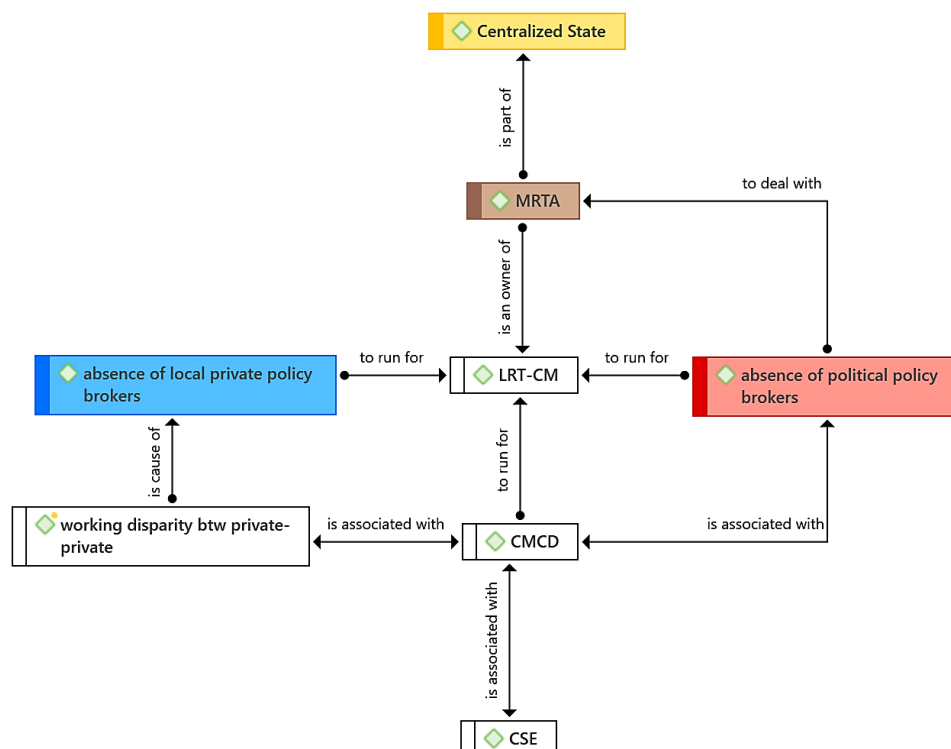 Centralized State
is part of
MRTA
to deal with
is an owner of
absence of local private policy
brokers
to run for
LRT-CM
to run for
absence of political policy
brokers
is cause of
to run for
working disparity btw private-
private
is associated with
CMCD
is associated with
is associated with
CSE